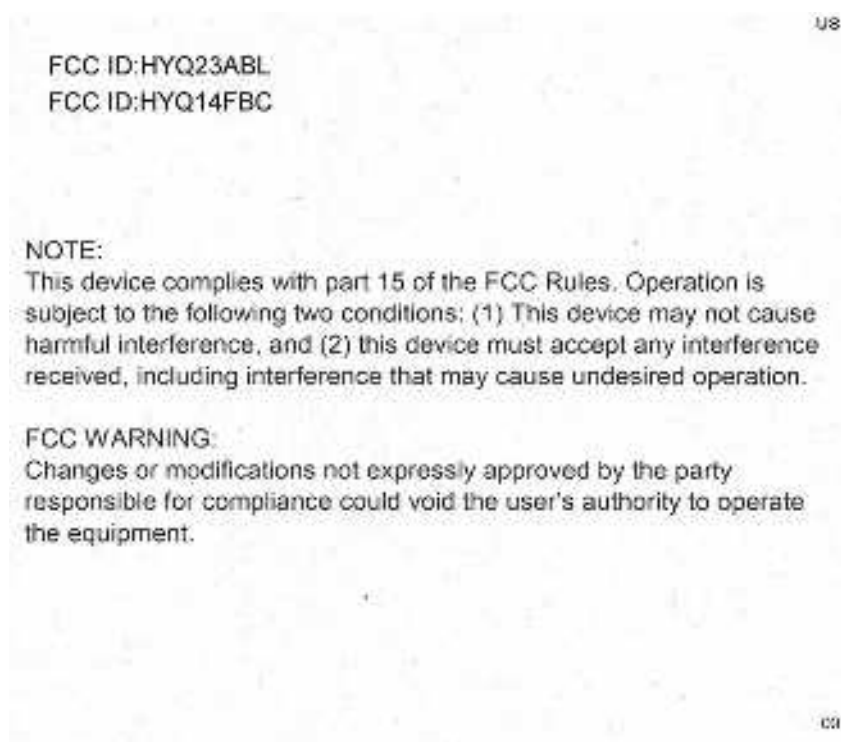 US
FCC ID:HYQ23ABL
FCC ID:HYQ14FBC
NOTE:
This device complies with part 15 of the FCC Rules. Operation is
subject to the following two conditions: (1) This device may not cause
harmful interference, and (2) this device must accept any interference
received, including interference that may cause undesired operation.
FCC WARNING:
Changes or modifications not expressly approved by the party
responsible for compliance could void the user's authority to operate
the equipment.